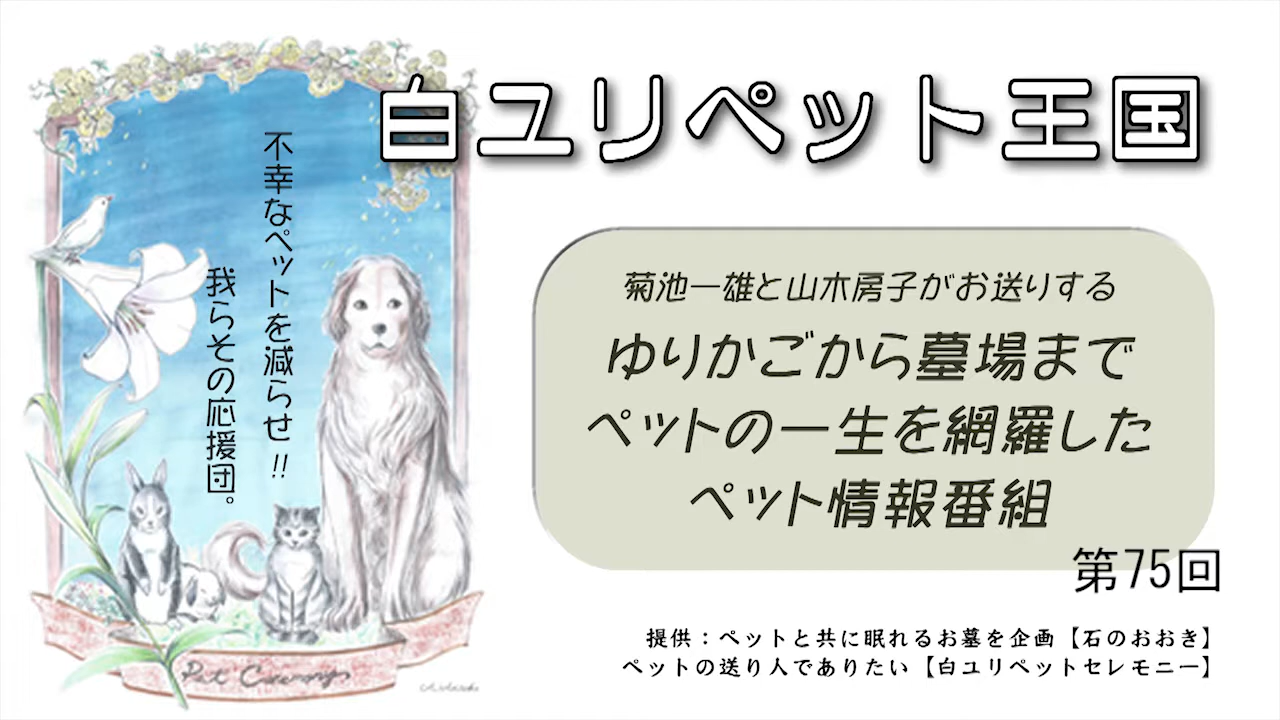 白ユリペット王国
不幸なペットを減らせ!!
我らその応援団。
菊池一雄と山木房子がお送りする
ゆりかごから墓場まで
ペットの一生を網羅した
ペット情報番組
第75回
提供：ペットと共に眠れるお墓を企画【石のおおき】
ペットの送り人でありたい【白ユリペットセレモニー】